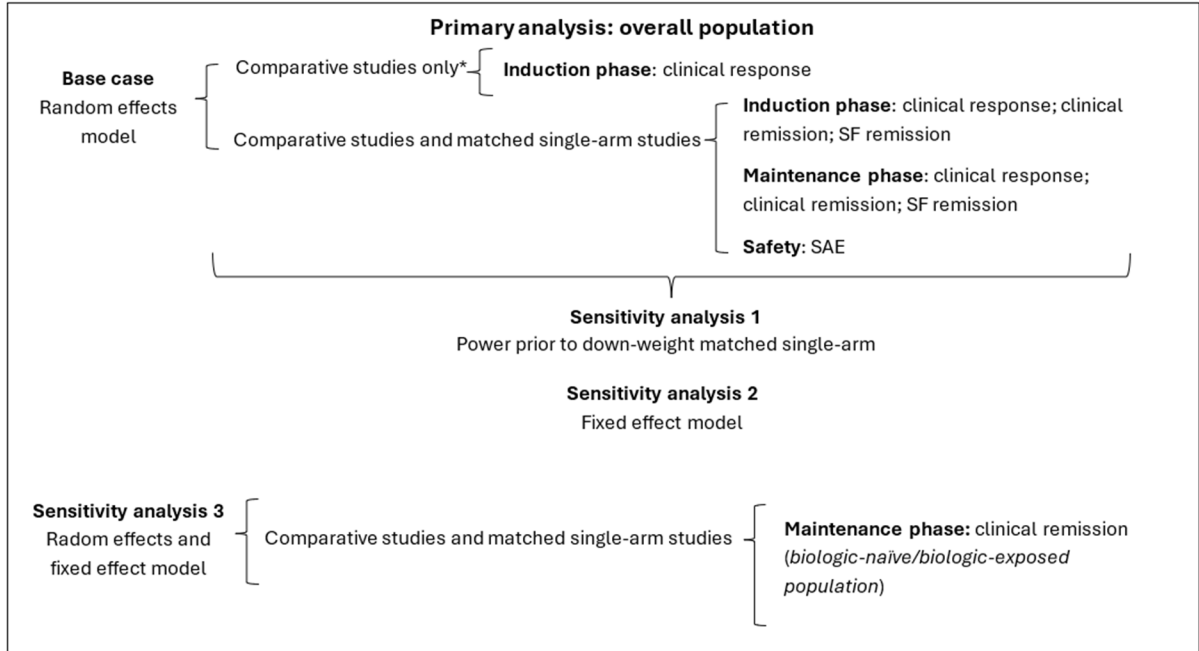 Primary analysis: overall population
Base case
Random effects
model
Comparative studies only*
Induction phase: clinical response
Comparative studies and matched single-arm studies
Induction phase: clinical response; clinical
remission; SF remission
Maintenance phase: clinical response;
clinical remission; SF remission
Safety: SAE
Sensitivity analysis 1
Power prior to down-weight matched single-arm
Sensitivity analysis 2
Fixed effect model
Sensitivity analysis 3
Radom effects and
fixed effect model
Comparative studies and matched single-arm studies
Maintenance phase: clinical remission
(biologic-naïve/biologic-exposed
population)